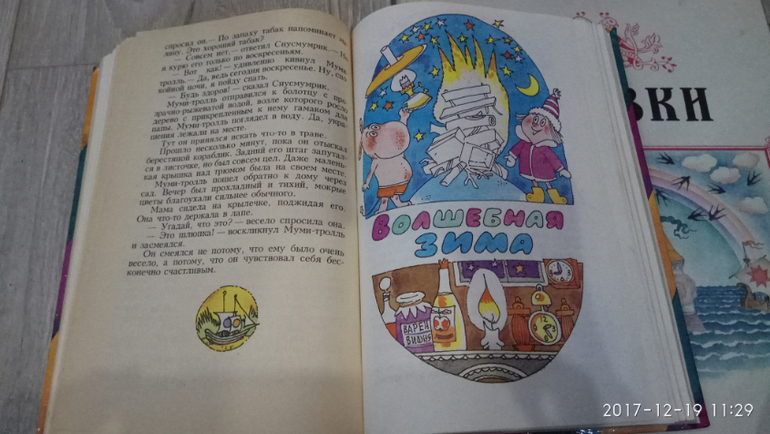 спросил он.— По запаху табак напоминает ма-
лину. Это хороший табак?
— Совсем нет,— ответил Снусмумрик.— Но
я курю его только по воскресеньям.
— Вот как! — удивленно кивнул Муми-
тролль.— Да, ведь сегодня воскресенье. Ну, спо-
койной ночи, я пойду спать.
— Будь здоров! — сказал Снусмумрик.
Муми-тролль отправился к болотцу с про-
зрачно рыжеватой водой, возле которого росло
дерево с прикрепленным к нему гамаком для
папы. Муми-тролль поглядел в воду. Да, укра-
шения лежали на месте.
Тут он принялся искать что-то в траве.
Прошло несколько минут, пока он отыскал
берестяной кораблик. Задний его штаг запутал-
ся в листочке, но был совсем цел. Даже малень-
кая крышка над трюмом была на своем месте.
Муми-тролль пошел обратно к дому через
сад. Вечер был прохладный и тихий, мокрые
цветы благоухали сильнее обычного.
Мама сидела на крылечке, поджидая его.
Она что-то держала в лапе.
— Угадай, что это? — весело спросила она.
— Это шлюпка! — воскликнул Муми-тролль
и засмеялся.
Он смеялся не потому, что ему было очень
весело, а потому, что он чувствовал себя бес-
конечно счастливым.
ВОЛШЕБНАЯ
ЗИМА
ВАРЕН
ВИШНЯ
ЗКИ
2017-12-19 11:29